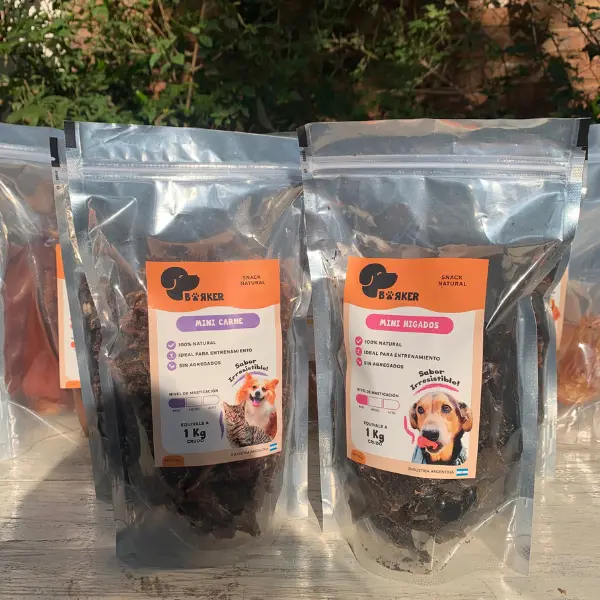 BARKER
SNACK
NATURAL
MINI CARNE
100% NATURAL
IDEAL PARA ENTRENAMIENTO
SIN AGREGADOS
Sabor
Irresistible!
NIVEL DE MASTICACIÓN
EQUIVALE A
1 Kg
CRUDO
INDUSTRIA ARGENTINA
BARKER
SNACK
NATURAL
MINI HIGADOS
100% NATURAL
IDEAL PARA ENTRENAMIENTO
SIN AGREGADOS
Sabor
Irresistible!
NIVEL DE MASTICACIÓN
EQUIVALE A
1 Kg
CRUDO
INDUSTRIA ARGENTINA